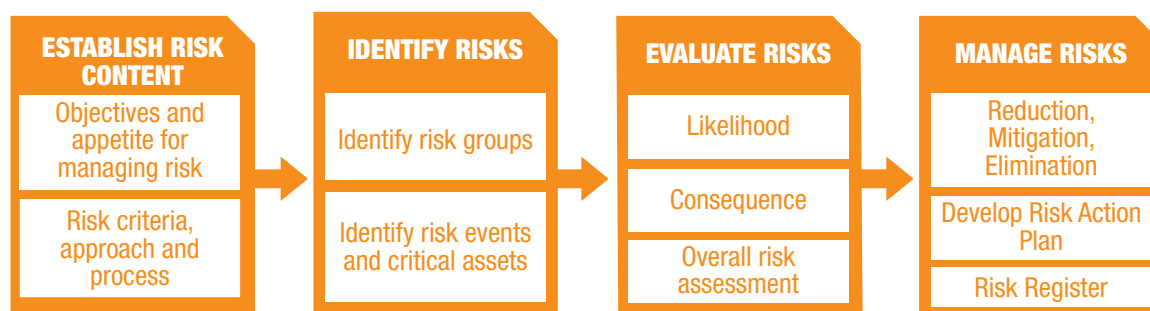 ESTABLISH RISK
CONTENT
Objectives and
appetite for
managing risk
Risk criteria,
approach and
process
IDENTIFY RISKS
Identify risk groups
Identify risk events
and critical assets
EVALUATE RISKS
Likelihood
Consequence
Overall risk
assessment
MANAGE RISKS
Reduction,
Mitigation,
Elimination
Develop Risk Action
Plan
Risk Register